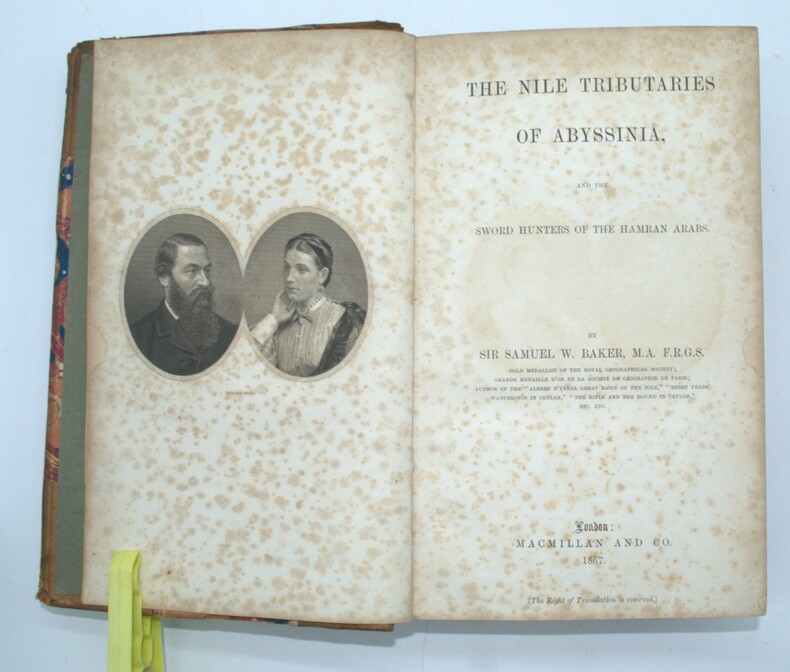 THE NILE TRIBUTARIES
OF ABYSSINIA,
AND THE
SWORD HUNTERS OF THE HAMRAN ARABS.
BY
SIR SAMUEL W. BAKER, M.A. F.R.G.S.
GOLD MEDALLIST OF THE ROYAL GEOGRAPHICAL SOCIETY;
GRANDE MÉDAILLE D'OR DE LA SOCIÉTÉ DE GÉOGRAPHIE DE PARIS;
AUTHOR OF THE "ALBERT N'YANZA GREAT BASIN OF THE NILE," "EIGHT YEARS'
WANDERINGS IN CEYLON," "THE RIFLE AND THE HOUND IN CEYLON,"
ETC. ETC.
London:
MACMILLAN AND CO.
1867.
(The Right of Translation is reserved.)